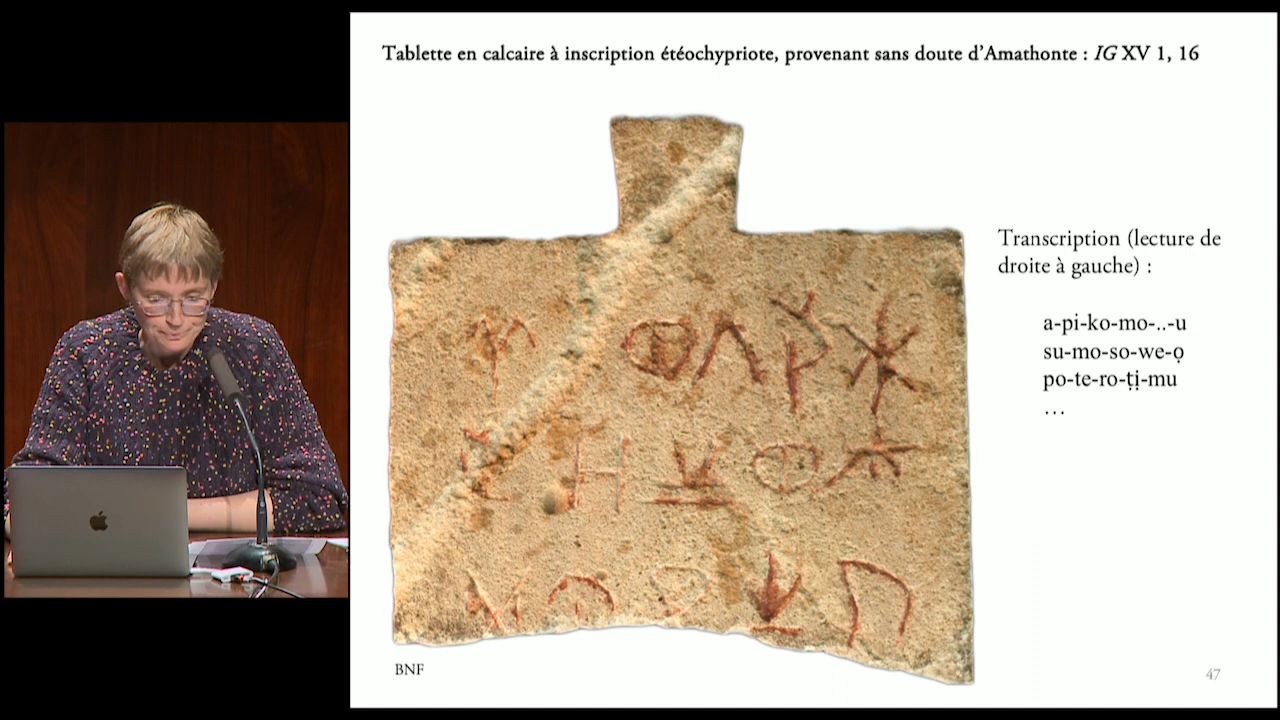 Tablette en calcaire à inscription étéochypriote, provenant sans doute d'Amathonte : IG XV 1, 16
Transcription (lecture de
droite à gauche) :
a-pi-ko-mo-..-u
su-mo-so-we-ọ
po-te-ro-ṭị-mu
…
BNF
47